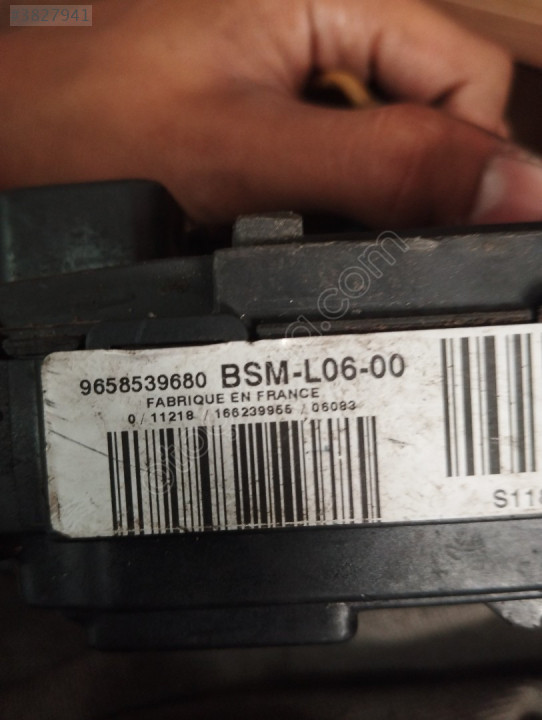 9658539680 BSM-L06-00
FABRIQUE EN FRANCE
0/11218/166239955/06083
S118